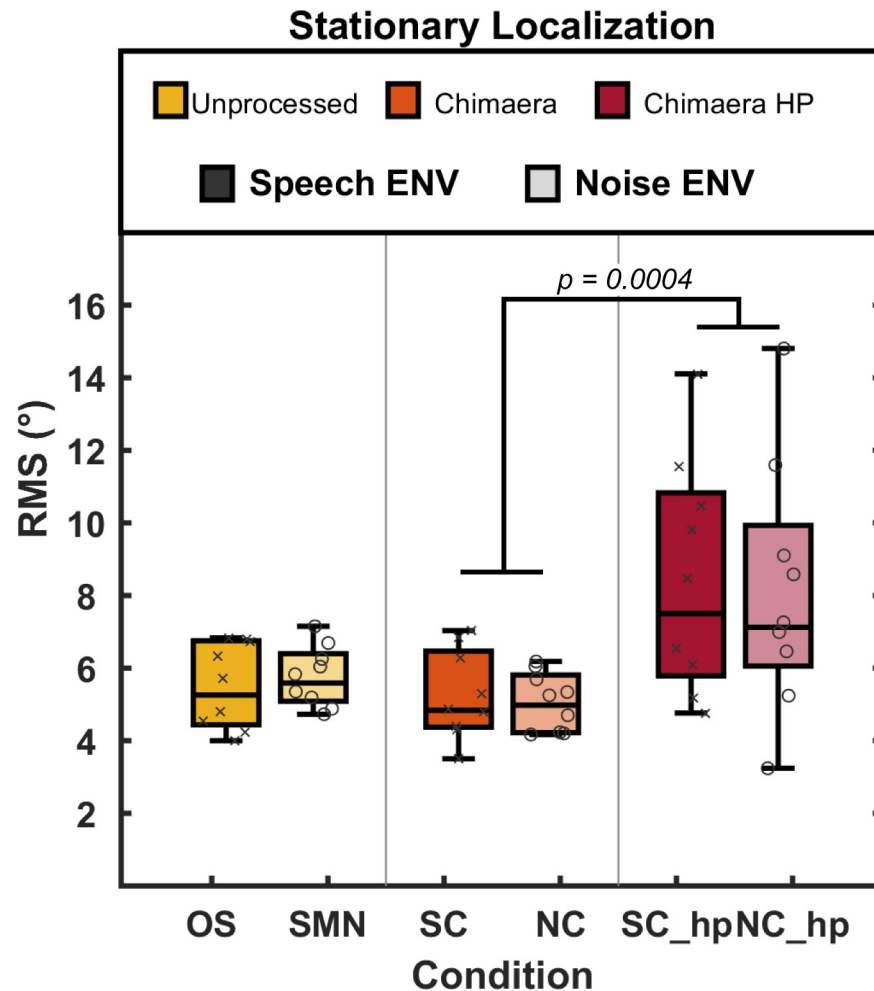 Stationary Localization
Unprocessed Chimaera Chimaera HP
Speech ENV Noise ENV
p = 0.0004
16
14
12
10
8
6
4
2
RMS (°)
OS SMN SC NC SC_hp NC_hp
Condition